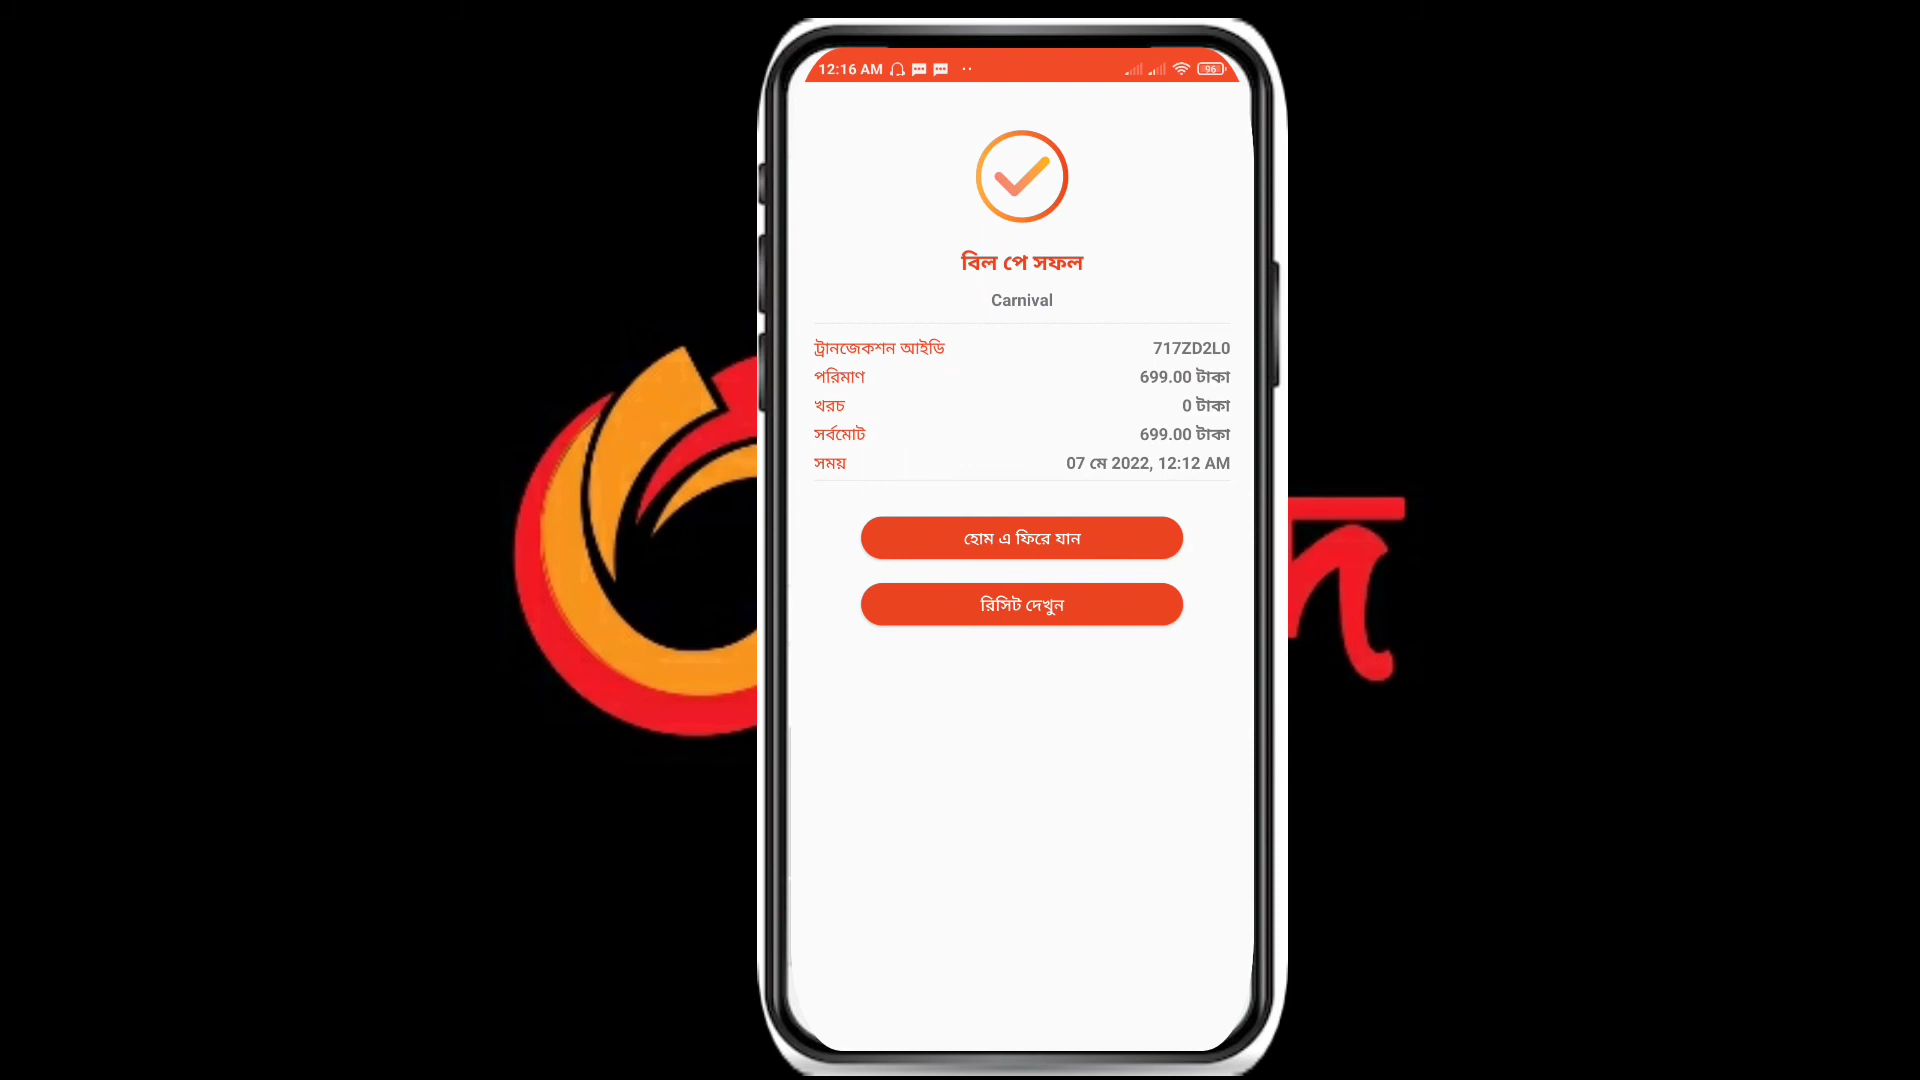 12:16 AM
96
বিল পে সফল
Carnival
ট্রানজেকশন আইডি 717ZD2L0
পরিমাণ 699.00 টাকা
খরচ 0 টাকা
সর্বমোট 699.00 টাকা
সময় 07 মে 2022, 12:12 AM
হোম এ ফিরে যান
রিসিট দেখুন